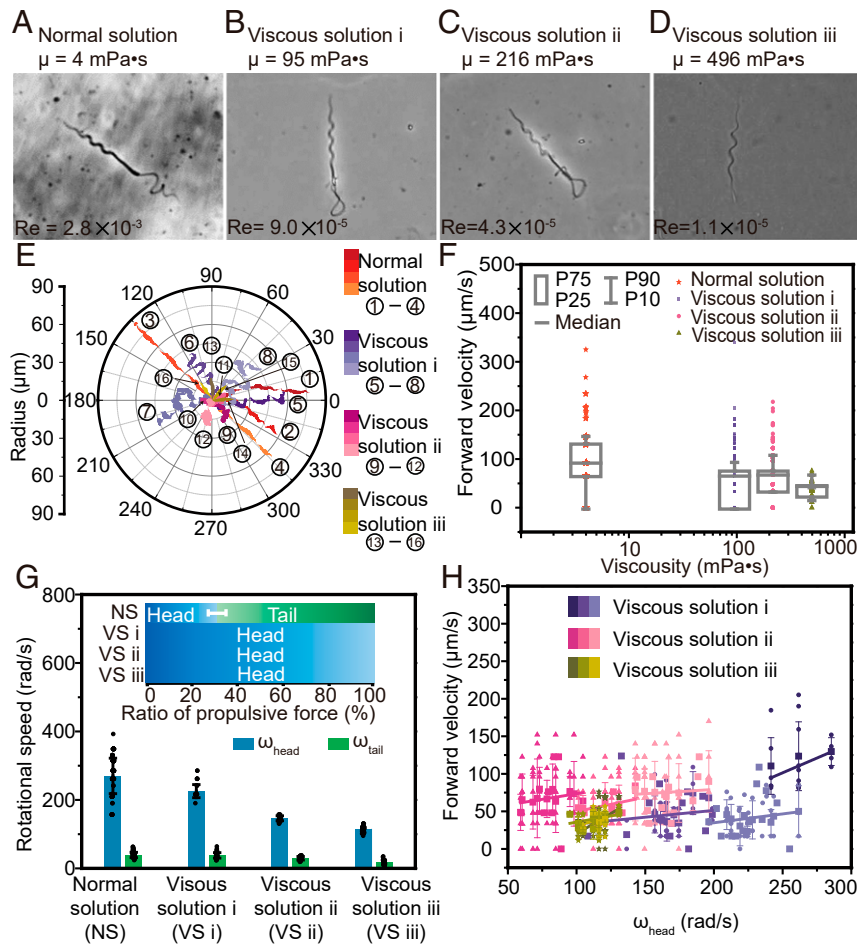 A Normal solution
μ = 4 mPa•s
B Viscous solution i
μ = 95 mPa•s
C Viscous solution ii
μ = 216 mPa•s
D Viscous solution iii
μ = 496 mPa•s
Re = 2.8×10-3
Re= 9.0×10-5
Re=4.3×10-5
Re=1.1×10-5
E
Radius (μm)
90
60
30
0
30
60
90
90
60
30
0
330
300
270
240
210
180
150
120
③
⑥
⑬
⑪
⑧
⑮
①
⑯
⑤
⑦
⑩
⑨
②
⑫
⑭
④
Normal
solution
①–④
Viscous
solution i
⑤–⑧
Viscous
solution ii
⑨–⑫
Viscous
solution iii
⑬–⑯
F
Forward velocity (μm/s)
500
400
300
200
100
0
P75
P25
P90
P10
Median
Normal solution
Viscous solution i
Viscous solution ii
Viscous solution iii
10 100 1000
Viscousity (mPa•s)
G
Rotational speed (rad/s)
800
600
400
200
0
NS Head Tail
VS i Head
VS ii Head
VS iii Head
0 20 40 60 80 100
Ratio of propulsive force (%)
ωhead ωtail
Normal
solution
(NS)
Visous
solution i
(VS i)
Viscous
solution ii
(VS ii)
Viscous
solution iii
(VS iii)
H
Forward velocity (μm/s)
350
300
250
200
150
100
50
0
Viscous solution i
Viscous solution ii
Viscous solution iii
50 100 150 200 250 300
ωhead (rad/s)